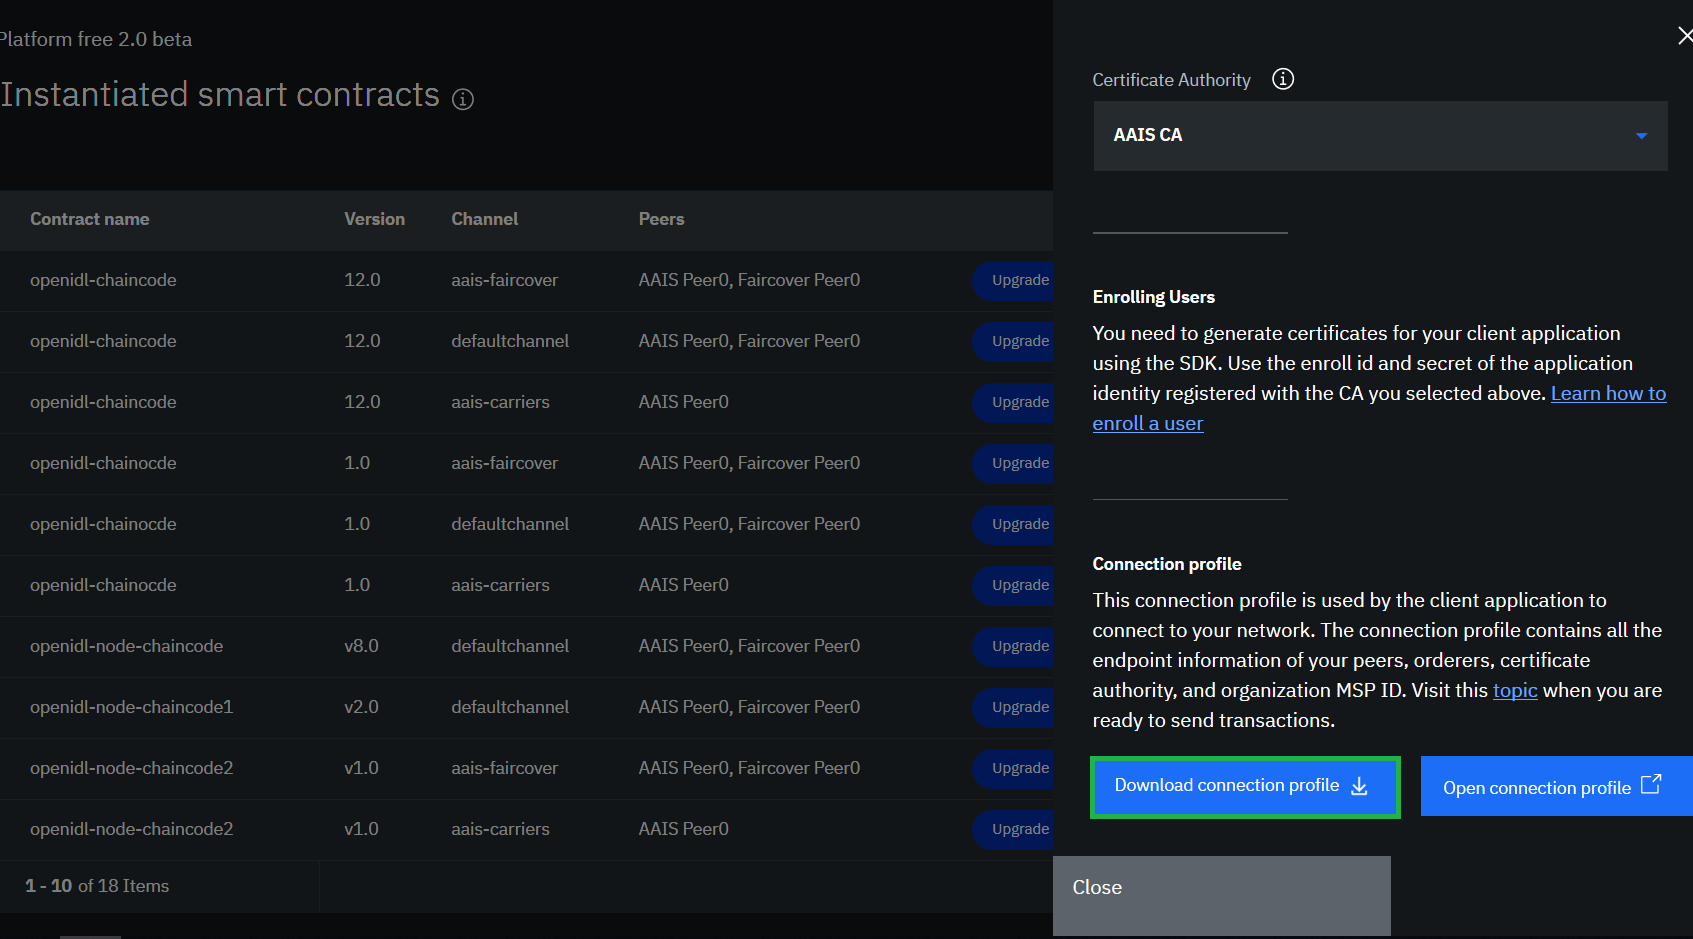 Platform free 2.0 beta
Instantiated smart contracts
Contract name Version Channel Peers
openidl-chaincode 12.0 aais-faircover AAIS Peer0, Faircover Peer0 Upgrade
openidl-chaincode 12.0 defaultchannel AAIS Peer0, Faircover Peer0 Upgrade
openidl-chaincode 12.0 aais-carriers AAIS Peer0 Upgrade
openidl-chainocde 1.0 aais-faircover AAIS Peer0, Faircover Peer0 Upgrade
openidl-chainocde 1.0 defaultchannel AAIS Peer0, Faircover Peer0 Upgrade
openidl-chainocde 1.0 aais-carriers AAIS Peer0 Upgrade
openidl-node-chaincode v8.0 defaultchannel AAIS Peer0, Faircover Peer0 Upgrade
openidl-node-chaincode1 v2.0 defaultchannel AAIS Peer0, Faircover Peer0 Upgrade
openidl-node-chaincode2 v1.0 aais-faircover AAIS Peer0, Faircover Peer0 Upgrade
openidl-node-chaincode2 v1.0 aais-carriers AAIS Peer0 Upgrade
1 - 10 of 18 Items
Certificate Authority
AAIS CA
Enrolling Users
You need to generate certificates for your client application
using the SDK. Use the enroll id and secret of the application
identity registered with the CA you selected above. Learn how to
enroll a user
Connection profile
This connection profile is used by the client application to
connect to your network. The connection profile contains all the
endpoint information of your peers, orderers, certificate
authority, and organization MSP ID. Visit this topic when you are
ready to send transactions.
Download connection profile
Open connection profile
Close